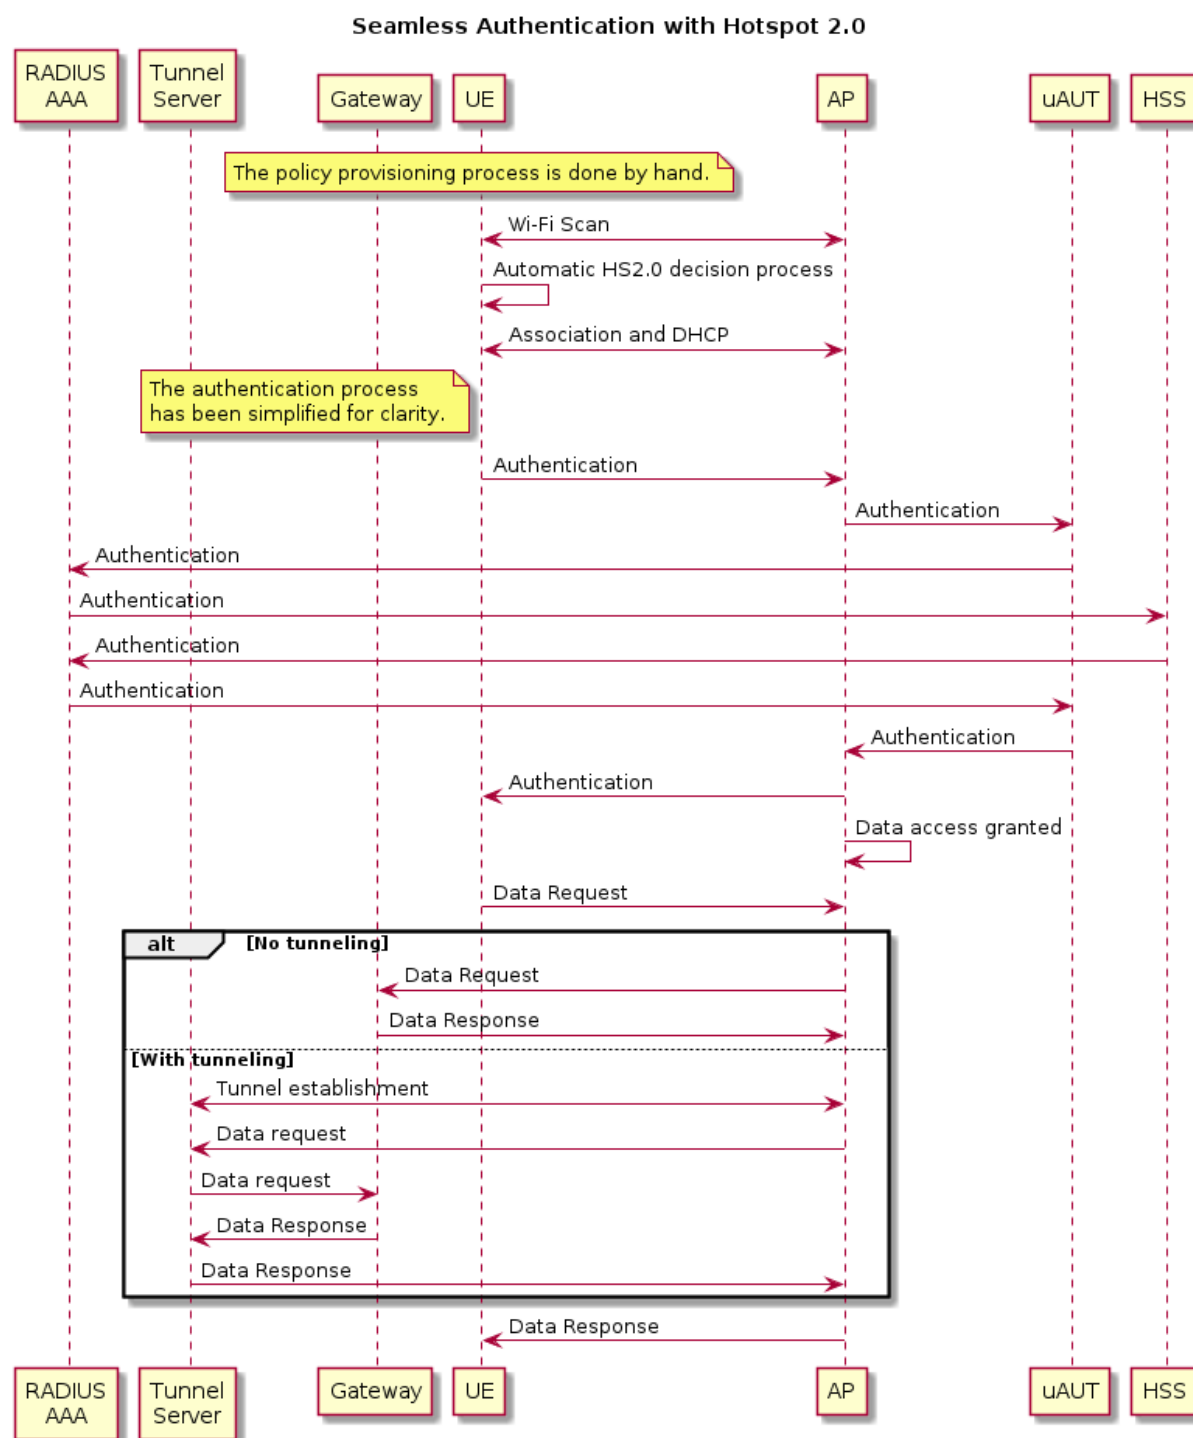 Seamless Authentication with Hotspot 2.0
RADIUS
AAA
Tunnel
Server
Gateway
UE
AP
uAUT
HSS
The policy provisioning process is done by hand.
Wi-Fi Scan
Automatic HS2.0 decision process
Association and DHCP
The authentication process
has been simplified for clarity.
Authentication
Authentication
Authentication
Authentication
Authentication
Authentication
Authentication
Authentication
Data access granted
Data Request
alt [No tunneling]
Data Request
Data Response
[With tunneling]
Tunnel establishment
Data request
Data request
Data Response
Data Response
Data Response
RADIUS
AAA
Tunnel
Server
Gateway
UE
AP
uAUT
HSS